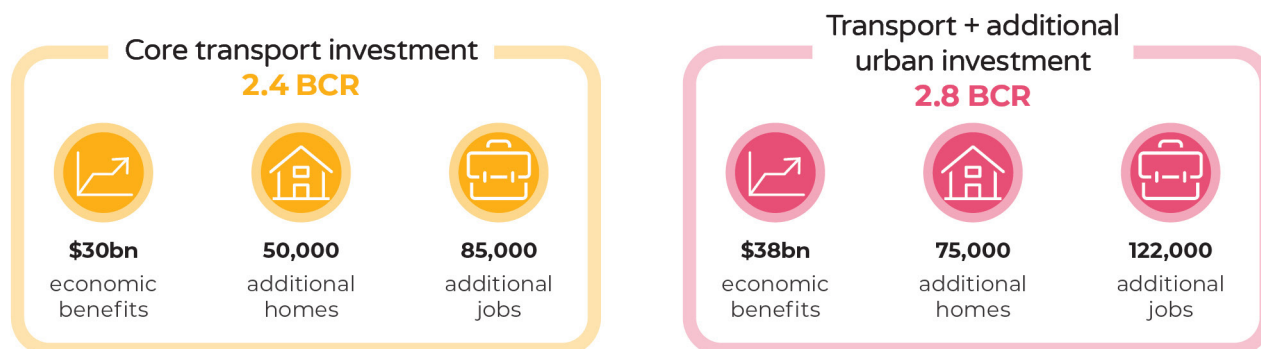 Core transport investment
2.4 BCR
$30bn
economic
benefits
50,000
additional
homes
85,000
additional
jobs
Transport + additional
urban investment
2.8 BCR
$38bn
economic
benefits
75,000
additional
homes
122,000
additional
jobs